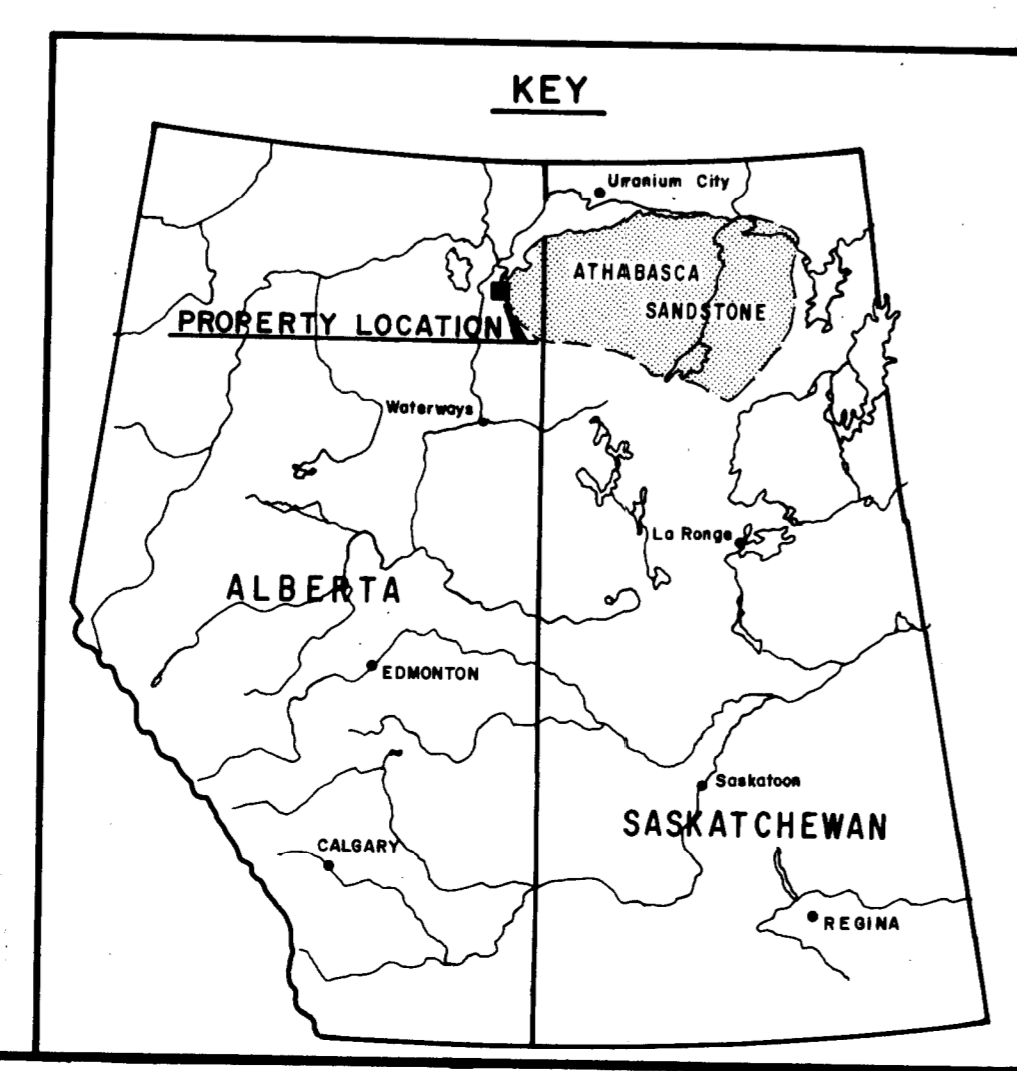 KEY
Uranium City
ATHABASCA
SANDSTONE
PROPERTY LOCATION
Waterways
La Ronge
ALBERTA
EDMONTON
Saskatoon
SASKATCHEWAN
CALGARY
REGINA